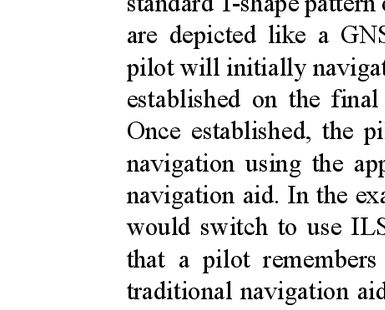 standard T-shape pattern
are depicted like a GNS
pilot will initially navigat
established on the final
Once established, the pi
navigation using the app
navigation aid. In the exa
would switch to use ILS
that a pilot remembers
traditional navigation aid